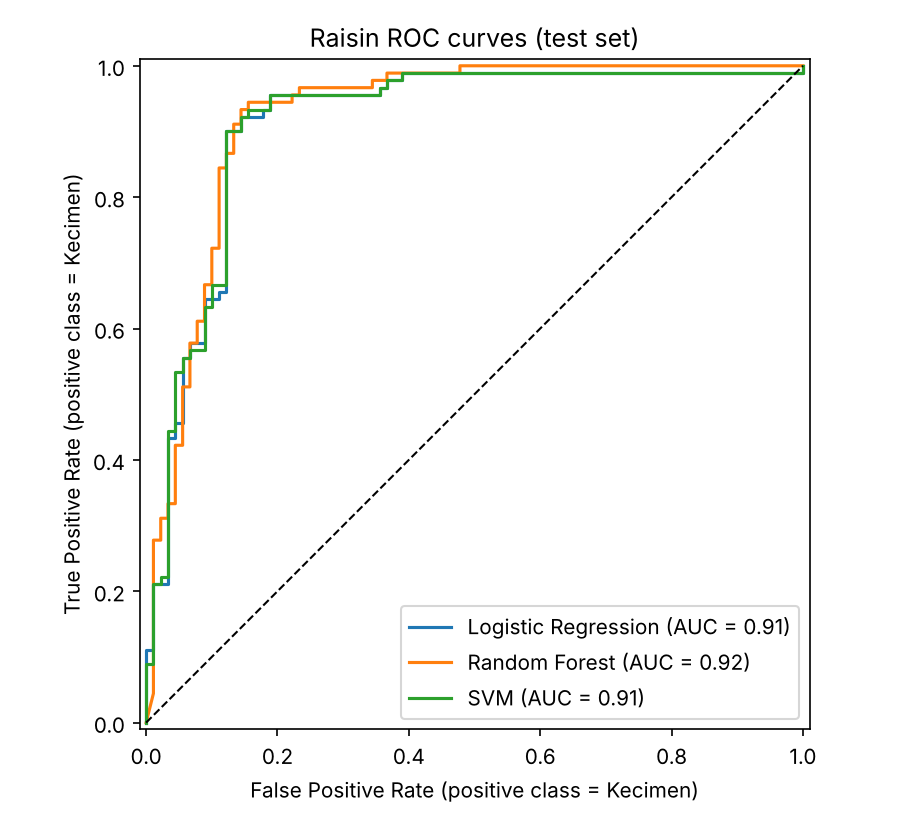 Raisin ROC curves (test set)
True Positive Rate (positive class = Kecimen)
1.0
0.8
0.6
0.4
0.2
0.0
Logistic Regression (AUC = 0.91)
Random Forest (AUC = 0.92)
SVM (AUC = 0.91)
0.0 0.2 0.4 0.6 0.8 1.0
False Positive Rate (positive class = Kecimen)